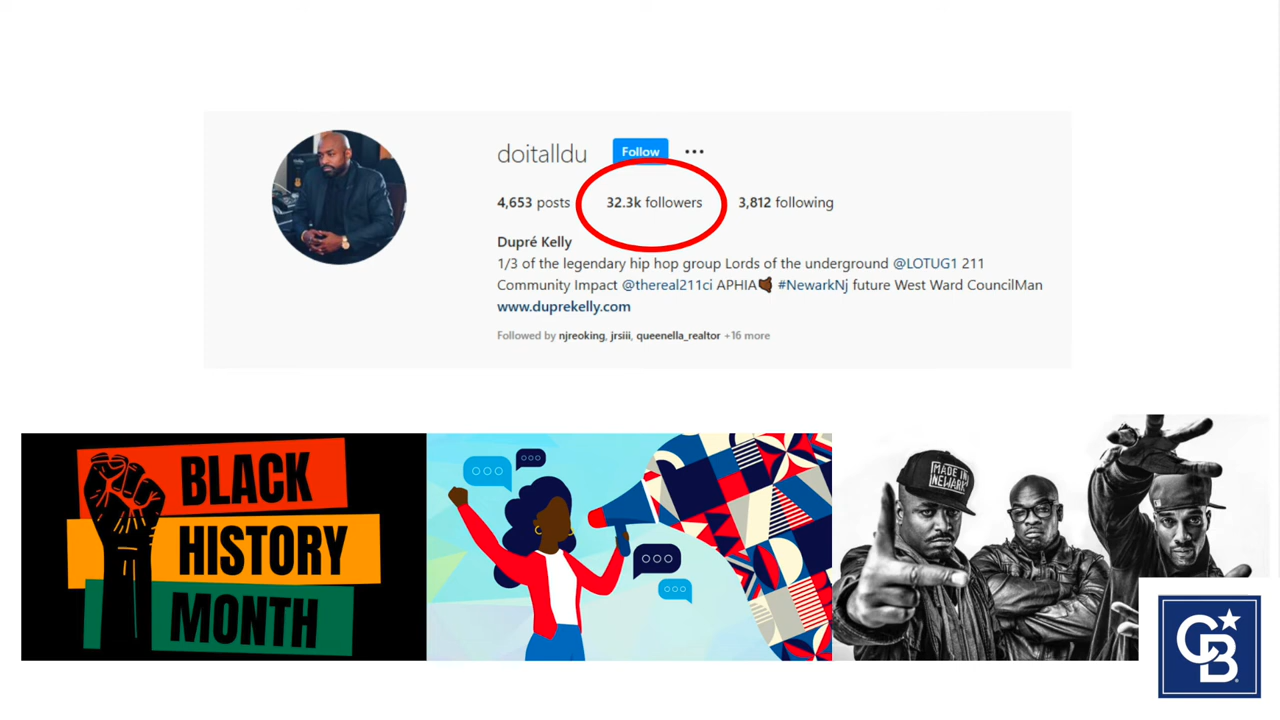 doitalldu Follow
4,653 posts 32.3k followers 3,812 following
Dupré Kelly
1/3 of the legendary hip hop group Lords of the underground @LOTUG1 211
Community Impact @thereal211ci APHIA #NewarkNj future West Ward CouncilMan
www.duprekelly.com
Followed by njreoking, jrsiii, queenella_realtor +16 more
BLACK
HISTORY
MONTH
MADE IN
NEWARK
CB